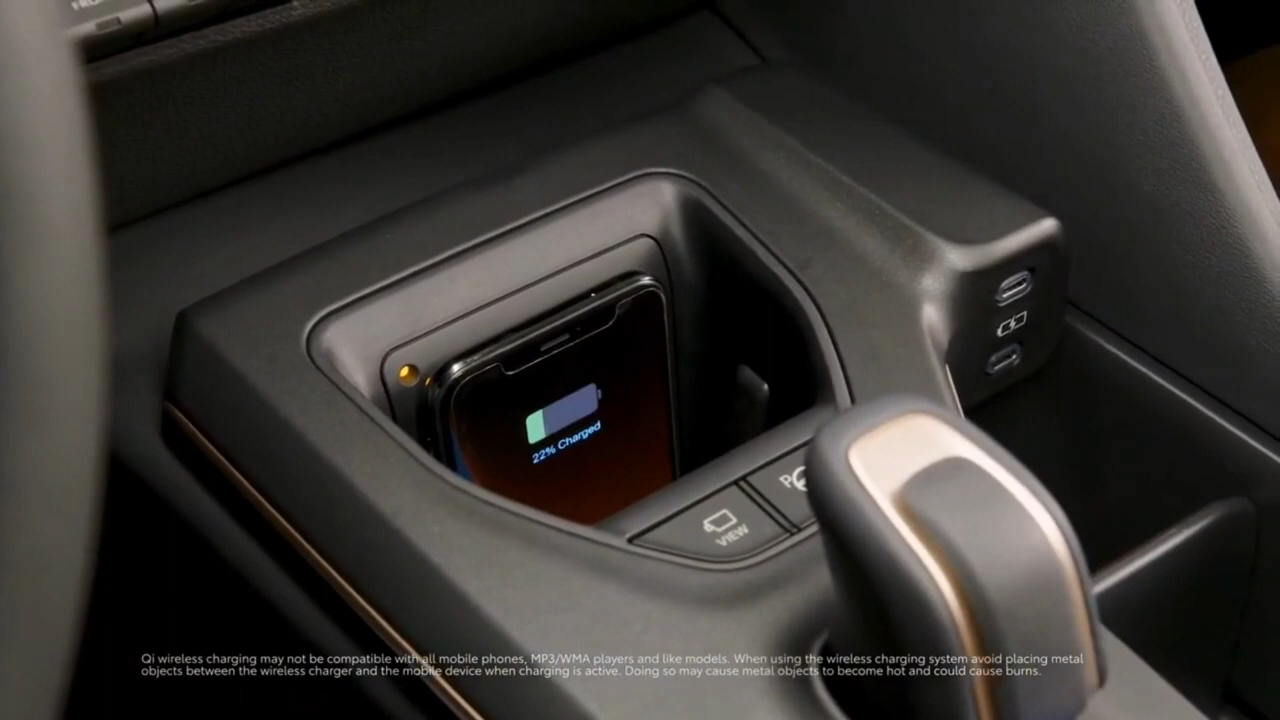 22% Charged
P
VIEW
Qi wireless charging may not be compatible with all mobile phones, MP3/WMA players and like models. When using the wireless charging system avoid placing metal
objects between the wireless charger and the mobile device when charging is active. Doing so may cause metal objects to become hot and could cause burns.